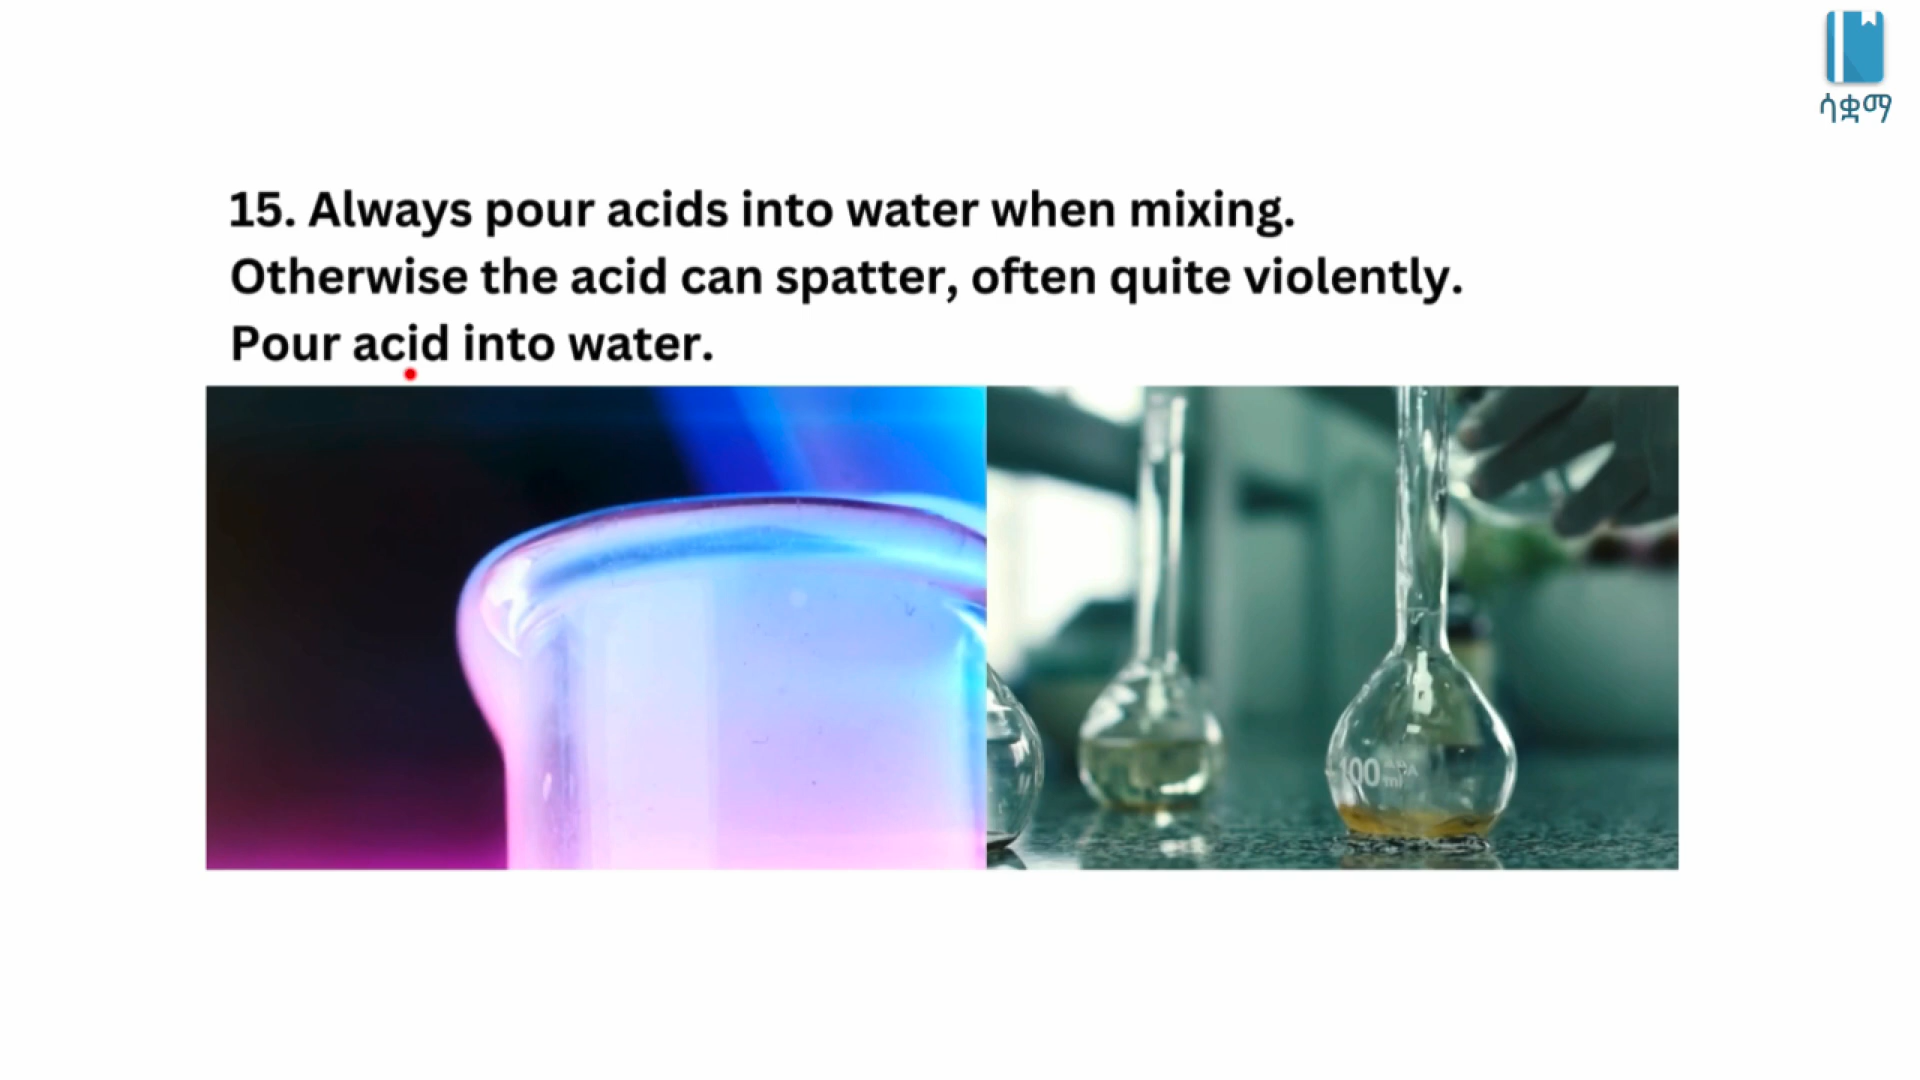 ሳቋማ
15. Always pour acids into water when mixing.
Otherwise the acid can spatter, often quite violently.
Pour acid into water.
100